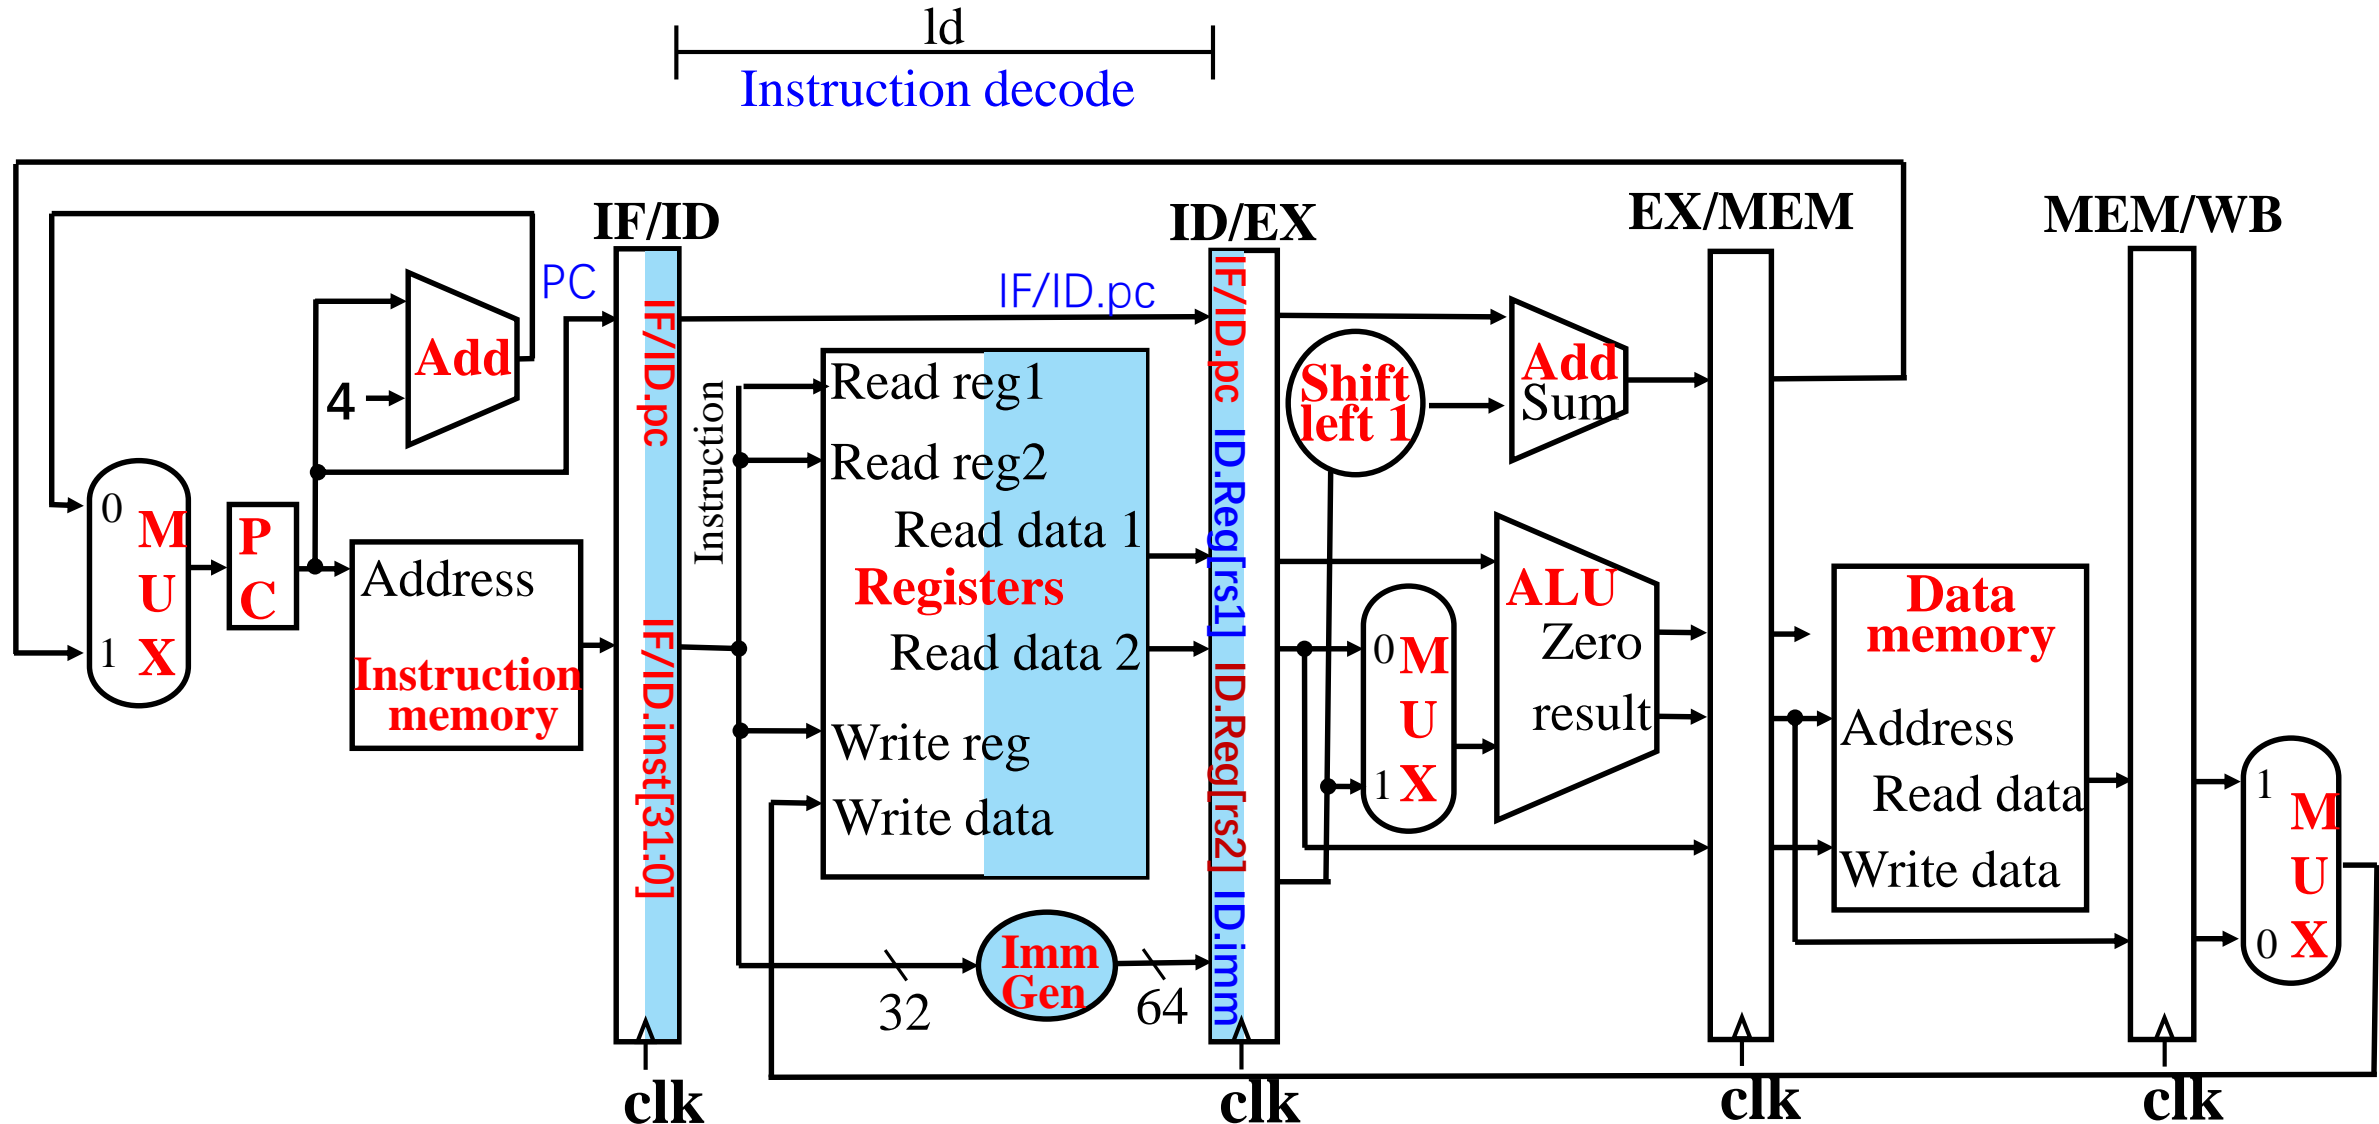 ld
Instruction decode
IF/ID
ID/EX
EX/MEM
MEM/WB
PC
IF/ID.pc
4
Add
0
M
U
X
1
P
C
Address
Instruction
memory
IF/ID.pc
IF/ID.inst[31:0]
Instruction
Read reg1
Read reg2
Read data 1
Registers
Read data 2
Write reg
Write data
32
Imm
Gen
64
IF/ID.pc
ID.Reg[rs1]
ID.Reg[rs2]
ID.imm
Shift
left 1
Add
Sum
0
M
U
X
1
ALU
Zero
result
Data
memory
Address
Read data
Write data
1
M
U
X
0
clk
clk
clk
clk